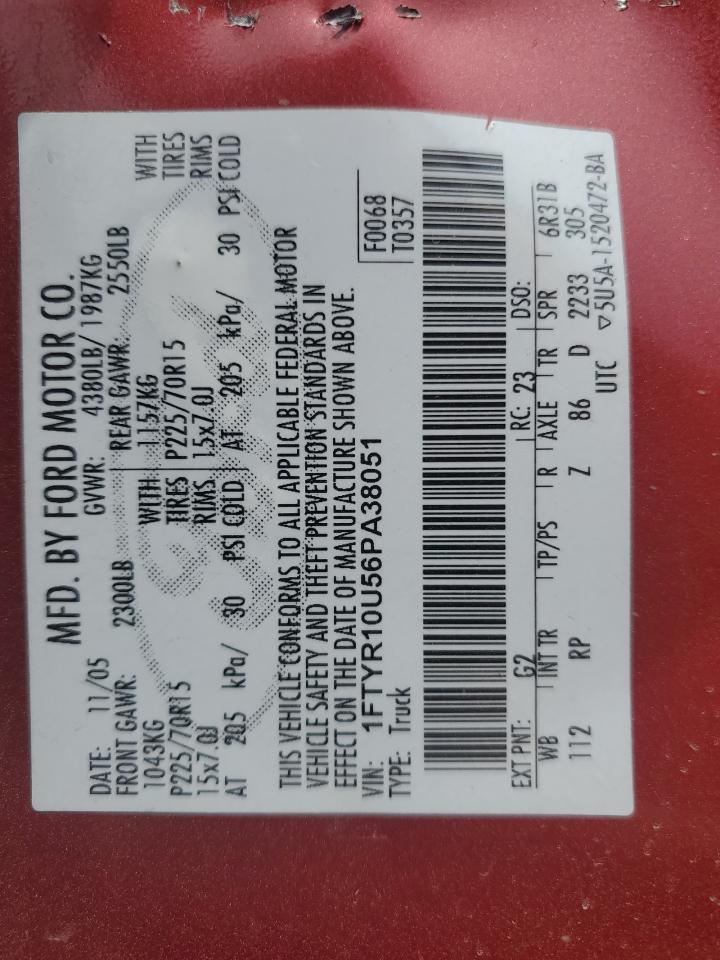 MFD. BY FORD MOTOR CO.
DATE: 11/05 GVWR: 4380LB/ 1987KG
FRONT GAWR: 2300LB REAR GAWR: 2550LB
1043KG WITH 1157KG WITH
P225/70R15 TIRES P225/70R15 TIRES
15x7.0J RIMS 15x7.0J RIMS
AT 205 kPa/ 30 PSI COLD AT 205 kPa/ 30 PSI COLD
THIS VEHICLE CONFORMS TO ALL APPLICABLE FEDERAL MOTOR
VEHICLE SAFETY AND THEFT PREVENTION STANDARDS IN
EFFECT ON THE DATE OF MANUFACTURE SHOWN ABOVE.
VIN: 1FTYR10U56PA38051 F0068
TYPE: Truck T0357
EXT PNT: G2 RC: 23 DSO:
WB INT TR TP/PS R AXLE TR SPR 6R31B
112 RP Z 86 D 2233 305
UTC ▽5U5A-1520472-BA